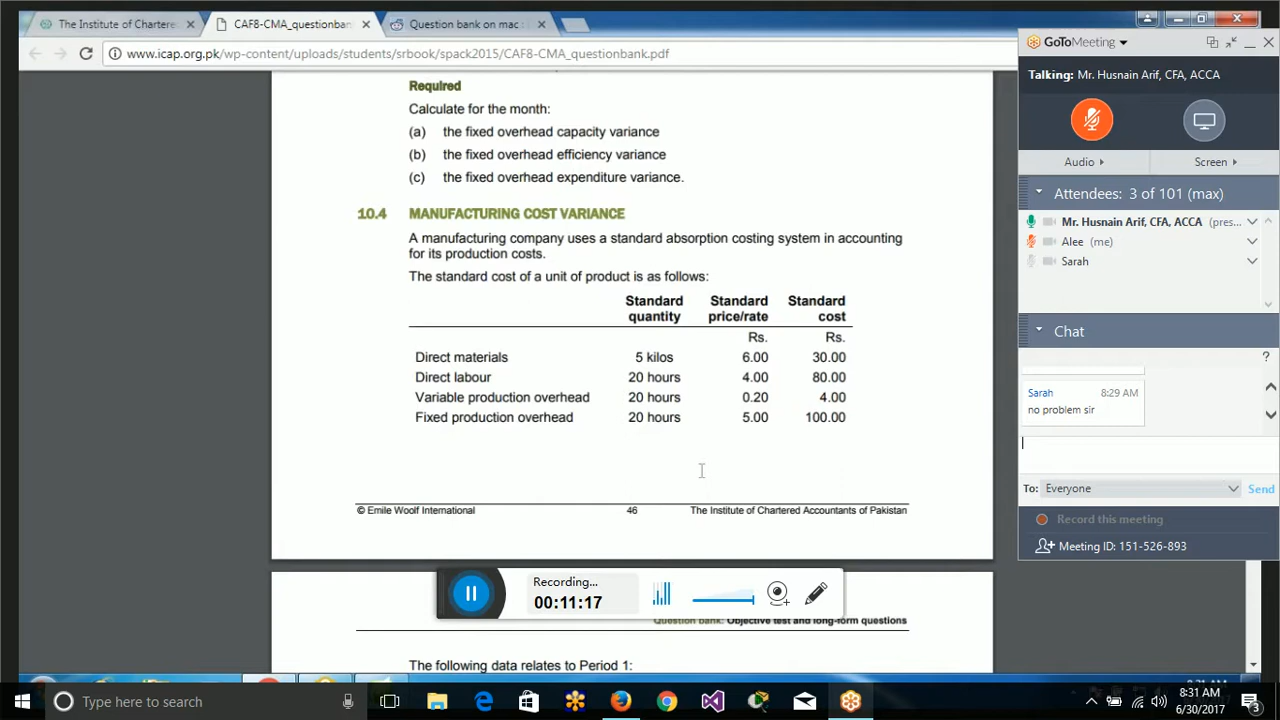 The Institute of Charter
CAF8-CMA_questionban
Question bank on mac :
www.icap.org.pk/wp-content/uploads/students/srbook/spack2015/CAF8-CMA_questionbank.pdf
Required
Calculate for the month:
(a) the fixed overhead capacity variance
(b) the fixed overhead efficiency variance
(c) the fixed overhead expenditure variance.
10.4 MANUFACTURING COST VARIANCE
A manufacturing company uses a standard absorption costing system in accounting
for its production costs.
The standard cost of a unit of product is as follows:
Standard Standard Standard
quantity price/rate cost
Rs. Rs.
Direct materials 5 kilos 6.00 30.00
Direct labour 20 hours 4.00 80.00
Variable production overhead 20 hours 0.20 4.00
Fixed production overhead 20 hours 5.00 100.00
© Emile Woolf International 46 The Institute of Chartered Accountants of Pakistan
Question bank: Objective test and long-form questions
The following data relates to Period 1:
Recording...
00:11:17
GoToMeeting
Talking: Mr. Husnain Arif, CFA, ACCA
Audio
Screen
Attendees: 3 of 101 (max)
Mr. Husnain Arif, CFA, ACCA (pres...
Alee (me)
Sarah
Chat
?
Sarah 8:29 AM
no problem sir
To: Everyone Send
Record this meeting
Meeting ID: 151-526-893
Type here to search
8:31 AM
6/30/2017
3